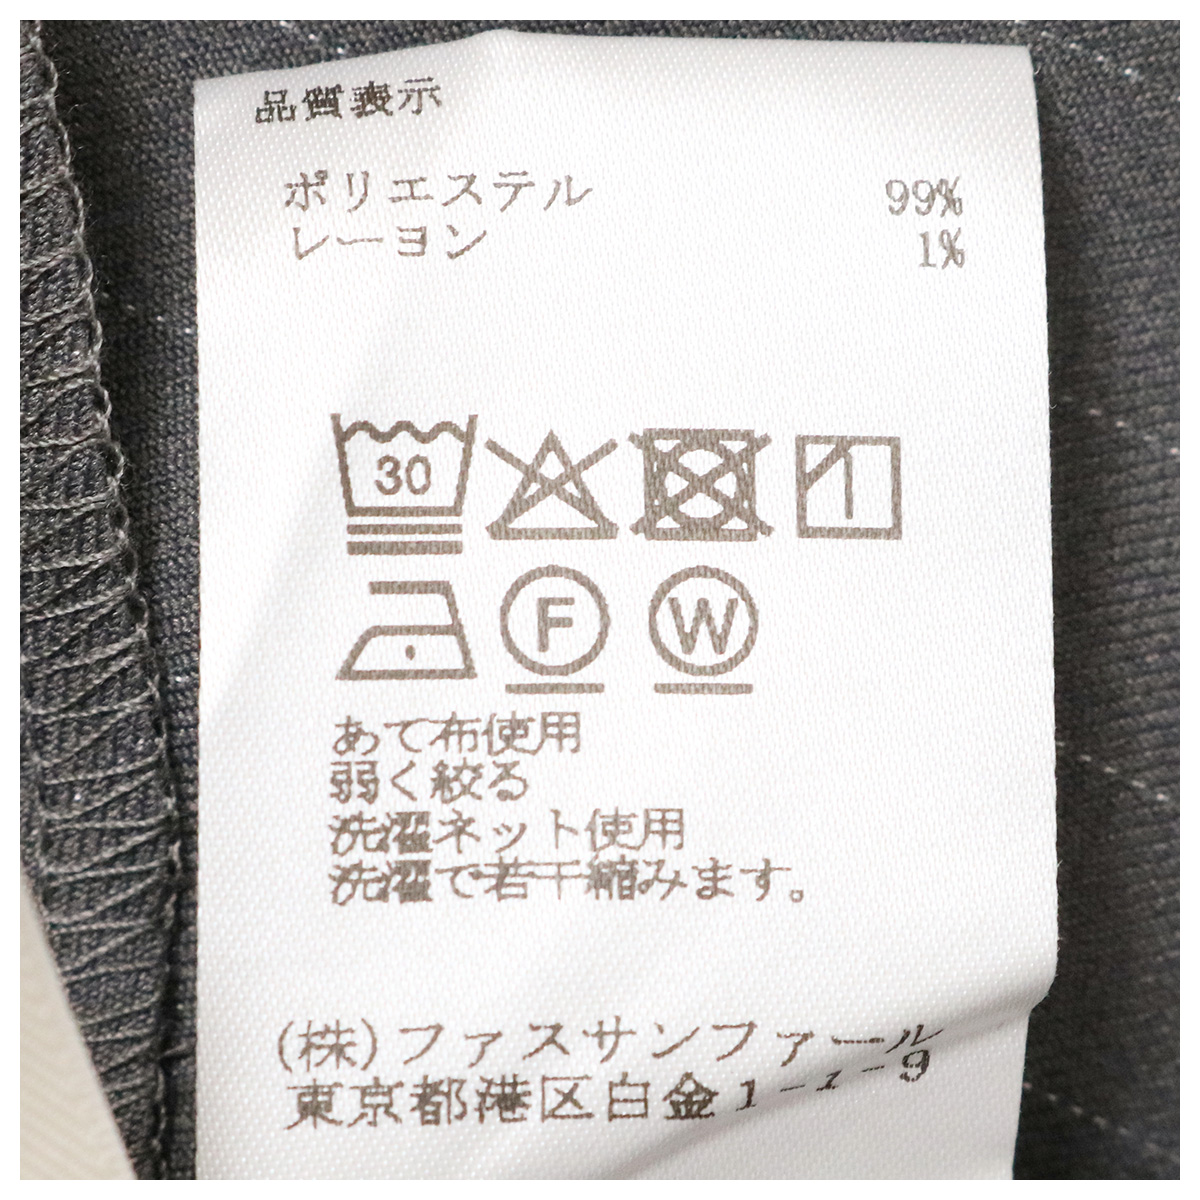 品質表示
ポリエステル 99%
レーヨン 1%
30
F W
あて布使用
弱く絞る
洗濯ネット使用
洗濯で若干縮みます。
(株)ファスサンファール
東京都港区白金1-1-9